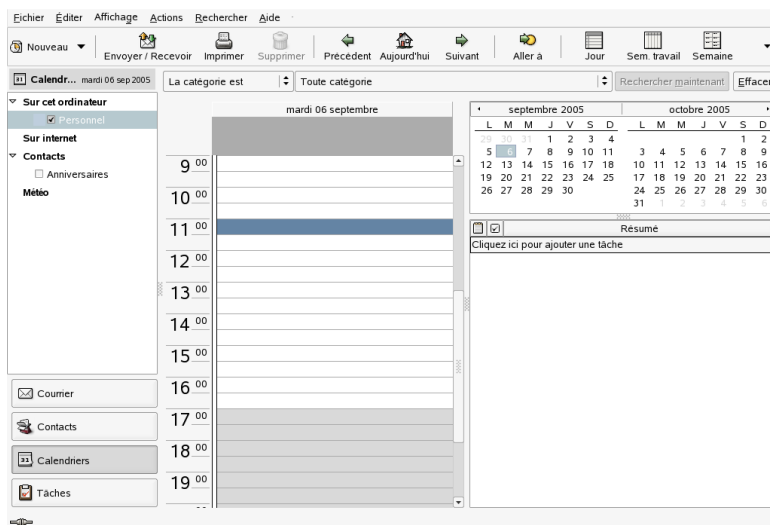 Fichier Éditer Affichage Actions Rechercher Aide
Nouveau Envoyer / Recevoir Imprimer Supprimer Précédent Aujourd'hui Suivant Aller à Jour Sem. travail Semaine
Calendr... mardi 06 sep 2005 La catégorie est Toute catégorie Rechercher maintenant Effacer
Sur cet ordinateur
Personnel
Sur internet
Contacts
Anniversaires
Météo
Courrier
Contacts
Calendriers
Tâches
mardi 06 septembre
9 00
10 00
11 00
12 00
13 00
14 00
15 00
16 00
17 00
18 00
19 00
septembre 2005
L M M J V S D
29 30 31 1 2 3 4
5 6 7 8 9 10 11
12 13 14 15 16 17 18
19 20 21 22 23 24 25
26 27 28 29 30
octobre 2005
L M M J V S D
1 2
3 4 5 6 7 8 9
10 11 12 13 14 15 16
17 18 19 20 21 22 23
24 25 26 27 28 29 30
31 1 2 3 4 5 6
Résumé
Cliquez ici pour ajouter une tâche